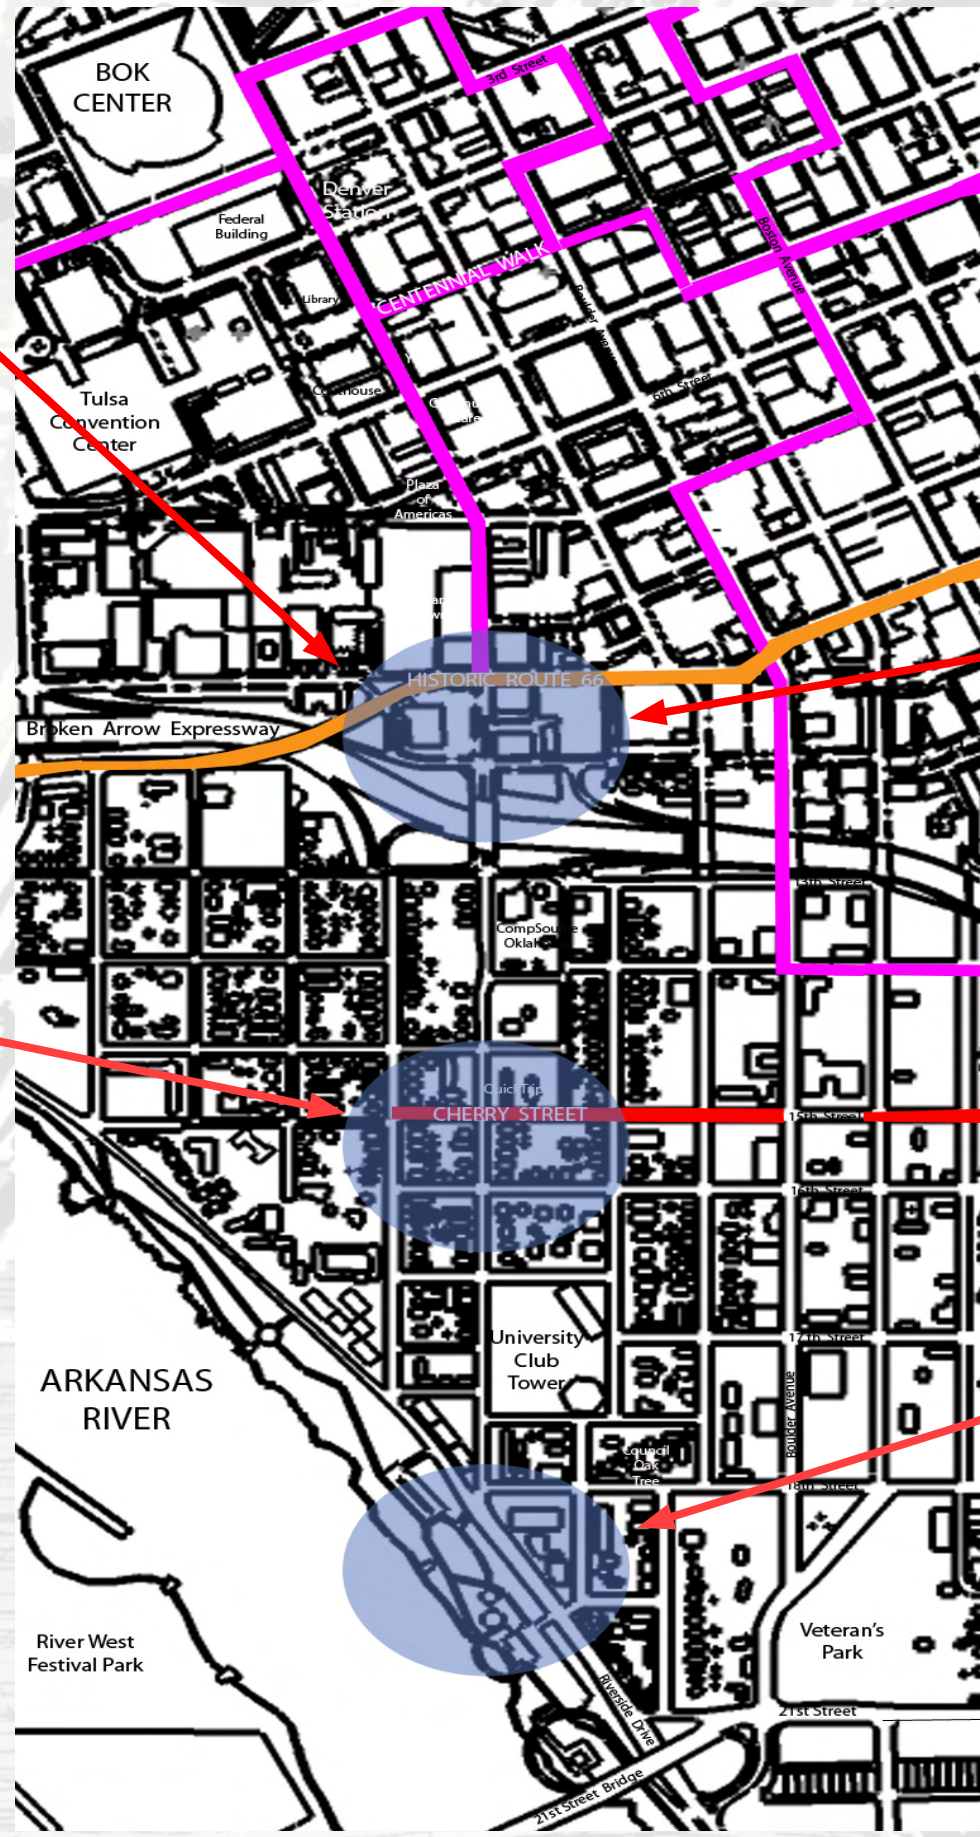 BOK
CENTER
3rd Street
Denver
Station
Federal
Building
Boston Avenue
CENTENNIAL WALK
Library
Boulder Avenue
Courthouse
6th Street
Tulsa
Convention
Center
Plaza
of
Americas
HISTORIC ROUTE 66
Broken Arrow Expressway
13th Street
CompSource
QuickTrip
CHERRY STREET
15th Street
16th Street
University
Club
Tower
17th Street
ARKANSAS
RIVER
Boulder Avenue
Council
Oak
Tree
18th Street
River West
Festival Park
Veteran's
Park
Riverside Drive
21st Street
21st Street Bridge